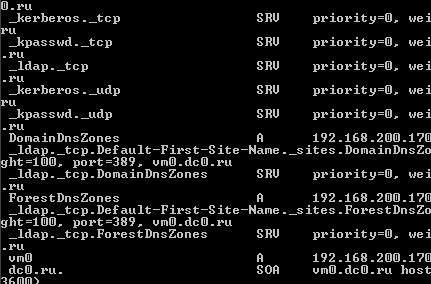 0.ru
_kerberos._tcp SRV priority=0, wei
ru
_kpasswd._tcp SRV priority=0, wei
.ru
_ldap._tcp SRV priority=0, wei
.ru
_kerberos._udp SRV priority=0, wei
ru
_kpasswd._udp SRV priority=0, wei
.ru
DomainDnsZones A 192.168.200.170
_ldap._tcp.Default-First-Site-Name._sites.DomainDnsZo
ght=100, port=389, vm0.dc0.ru
_ldap._tcp.DomainDnsZones SRV priority=0, wei
.ru
ForestDnsZones A 192.168.200.170
_ldap._tcp.Default-First-Site-Name._sites.ForestDnsZo
ght=100, port=389, vm0.dc0.ru
_ldap._tcp.ForestDnsZones SRV priority=0, wei
.ru
vm0 A 192.168.200.170
dc0.ru. SOA vm0.dc0.ru host
3600>